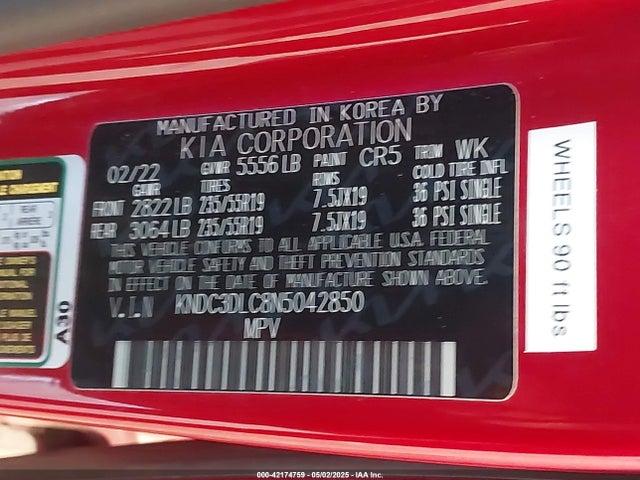 MANUFACTURED IN KOREA BY
KIA CORPORATION
02/22 GVWR 5556 LB PAINT CR5 TRIM WK
GAWR TIRES ROWS COLD TIRE INFL
FRONT 2822 LB 235/55R19 7.5JX19 36 PSI SINGLE
REAR 3064 LB 235/55R19 7.5JX19 36 PSI SINGLE
THIS VEHICLE CONFORMS TO ALL APPLICABLE U.S.A. FEDERAL
MOTOR VEHICLE SAFETY AND THEFT PREVENTION STANDARDS
IN EFFECT ON THE DATE OF MANUFACTURE SHOWN ABOVE.
V.I.N KNDC3DLC8N5042850
MPV
WHEELS 90 ft lbs
A30
000-42174759 — 05/02/2025 — IAA Inc.